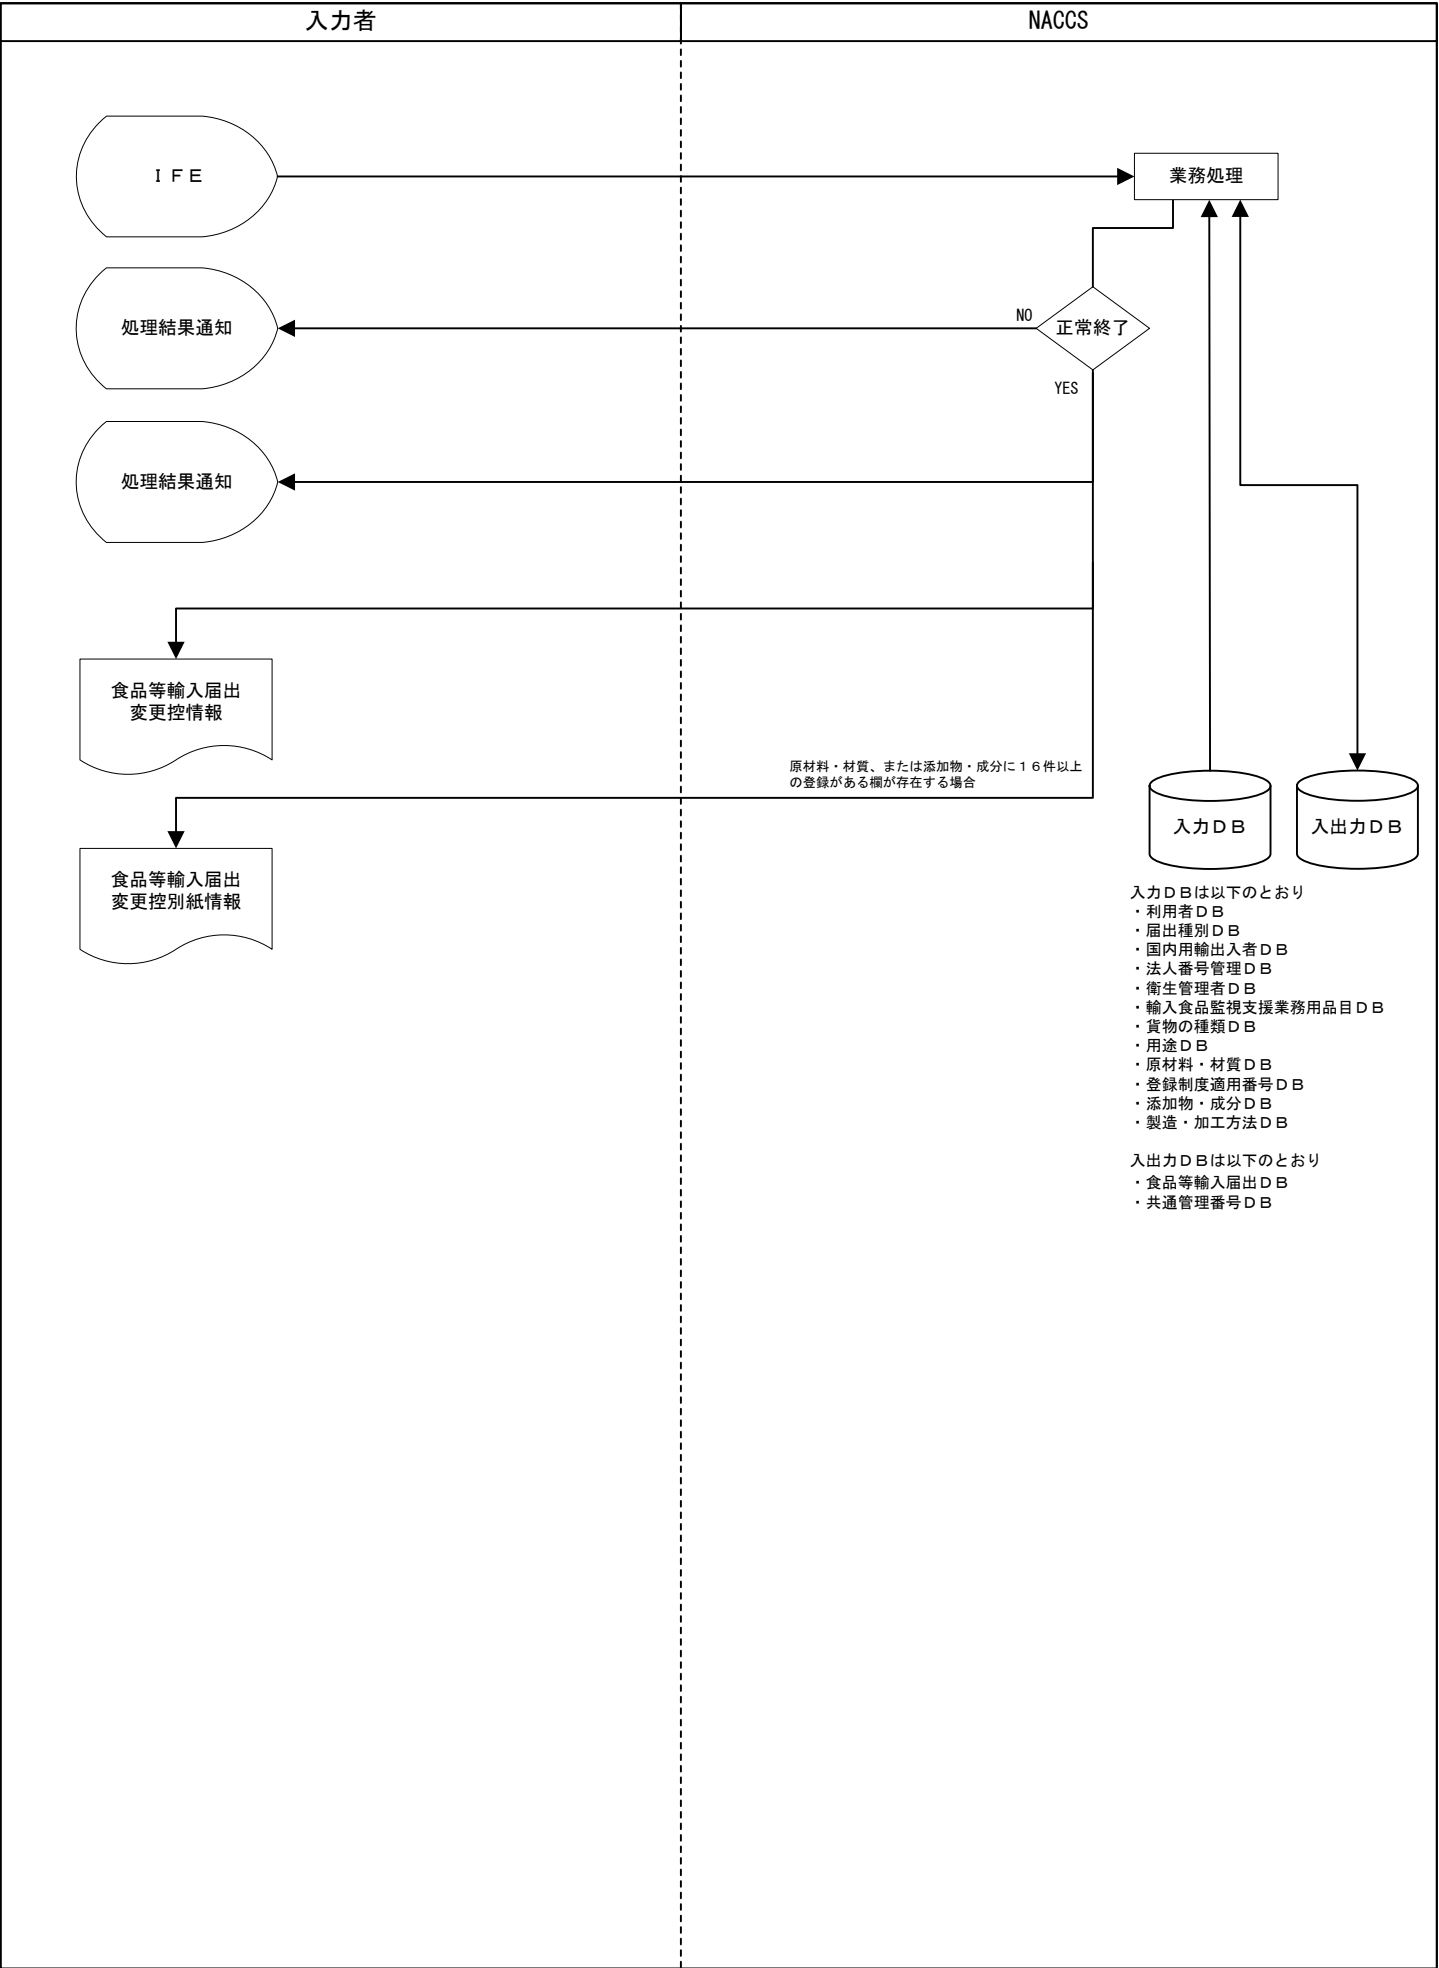 入力者
NACCS
ＩＦＥ
業務処理
処理結果通知
NO
正常終了
YES
処理結果通知
食品等輸入届出
変更控情報
原材料・材質、または添加物・成分に１６件以上
の登録がある欄が存在する場合
入力ＤＢ
入出力ＤＢ
食品等輸入届出
変更控別紙情報
入力ＤＢは以下のとおり
・利用者ＤＢ
・届出種別ＤＢ
・国内用輸出入者ＤＢ
・法人番号管理ＤＢ
・衛生管理者ＤＢ
・輸入食品監視支援業務用品目ＤＢ
・貨物の種類ＤＢ
・用途ＤＢ
・原材料・材質ＤＢ
・登録制度適用番号ＤＢ
・添加物・成分ＤＢ
・製造・加工方法ＤＢ
入出力ＤＢは以下のとおり
・食品等輸入届出ＤＢ
・共通管理番号ＤＢ